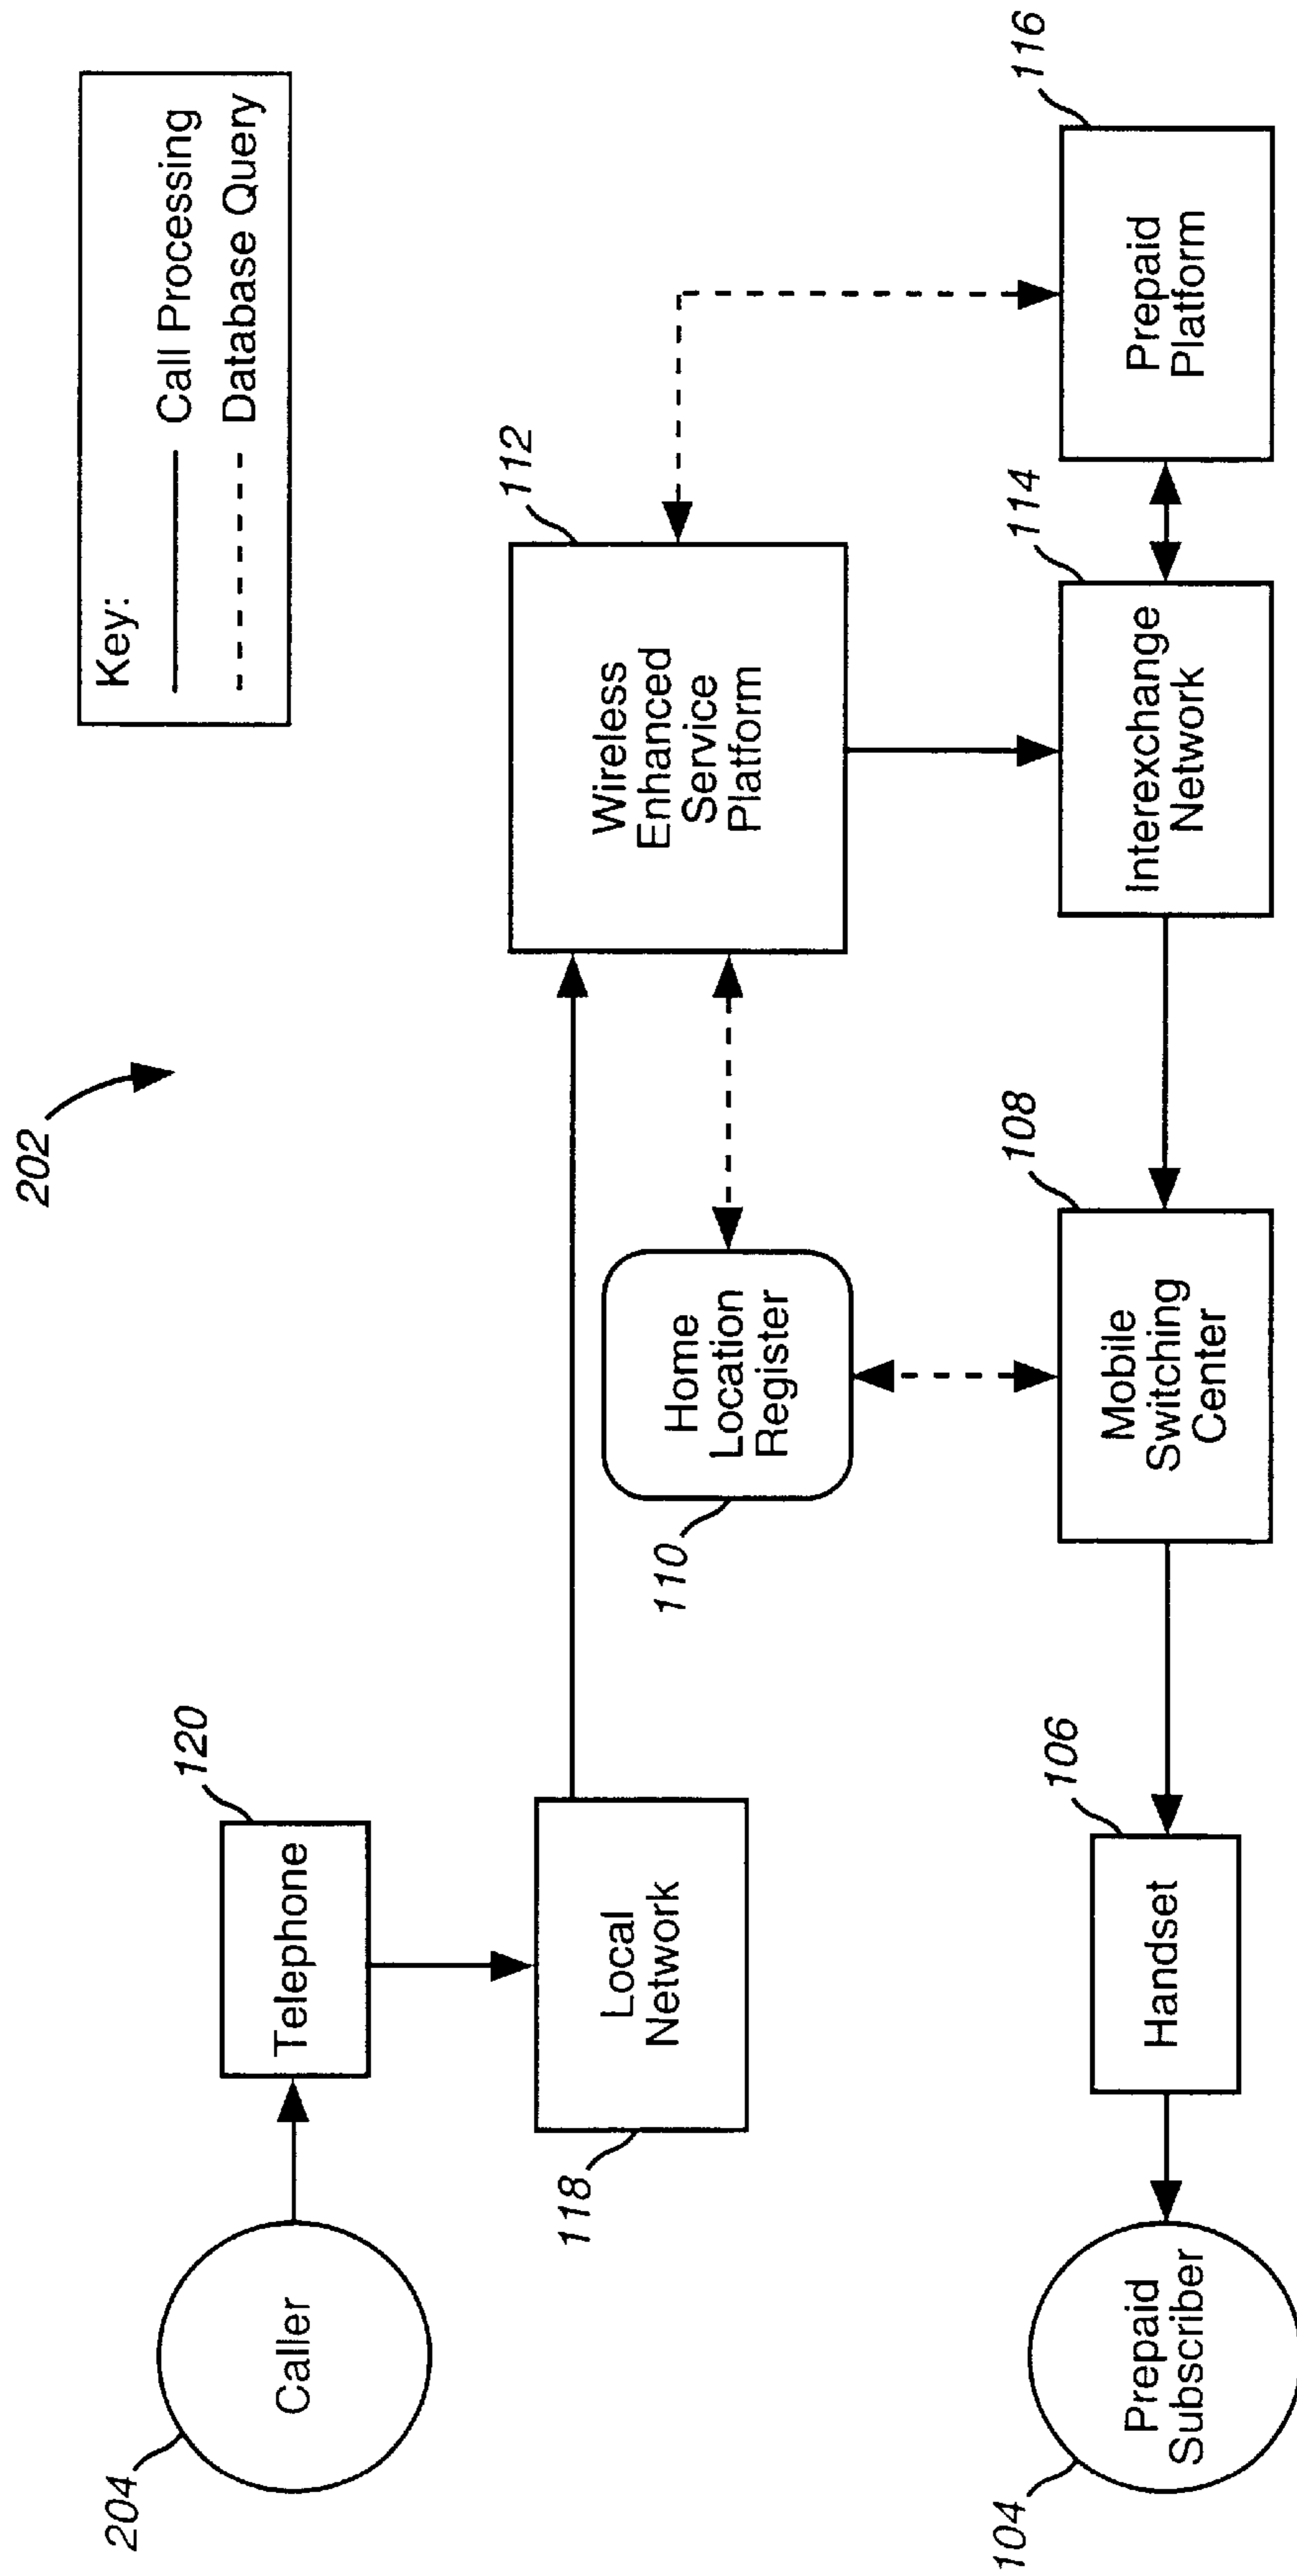 202
Key:
Call Processing
Database Query
204
Caller
120
Telephone
118
Local
Network
112
Wireless
Enhanced
Service
Platform
110
Home
Location
Register
104
Prepaid
Subscriber
106
Handset
108
Mobile
Switching
Center
114
Interexchange
Network
116
Prepaid
Platform